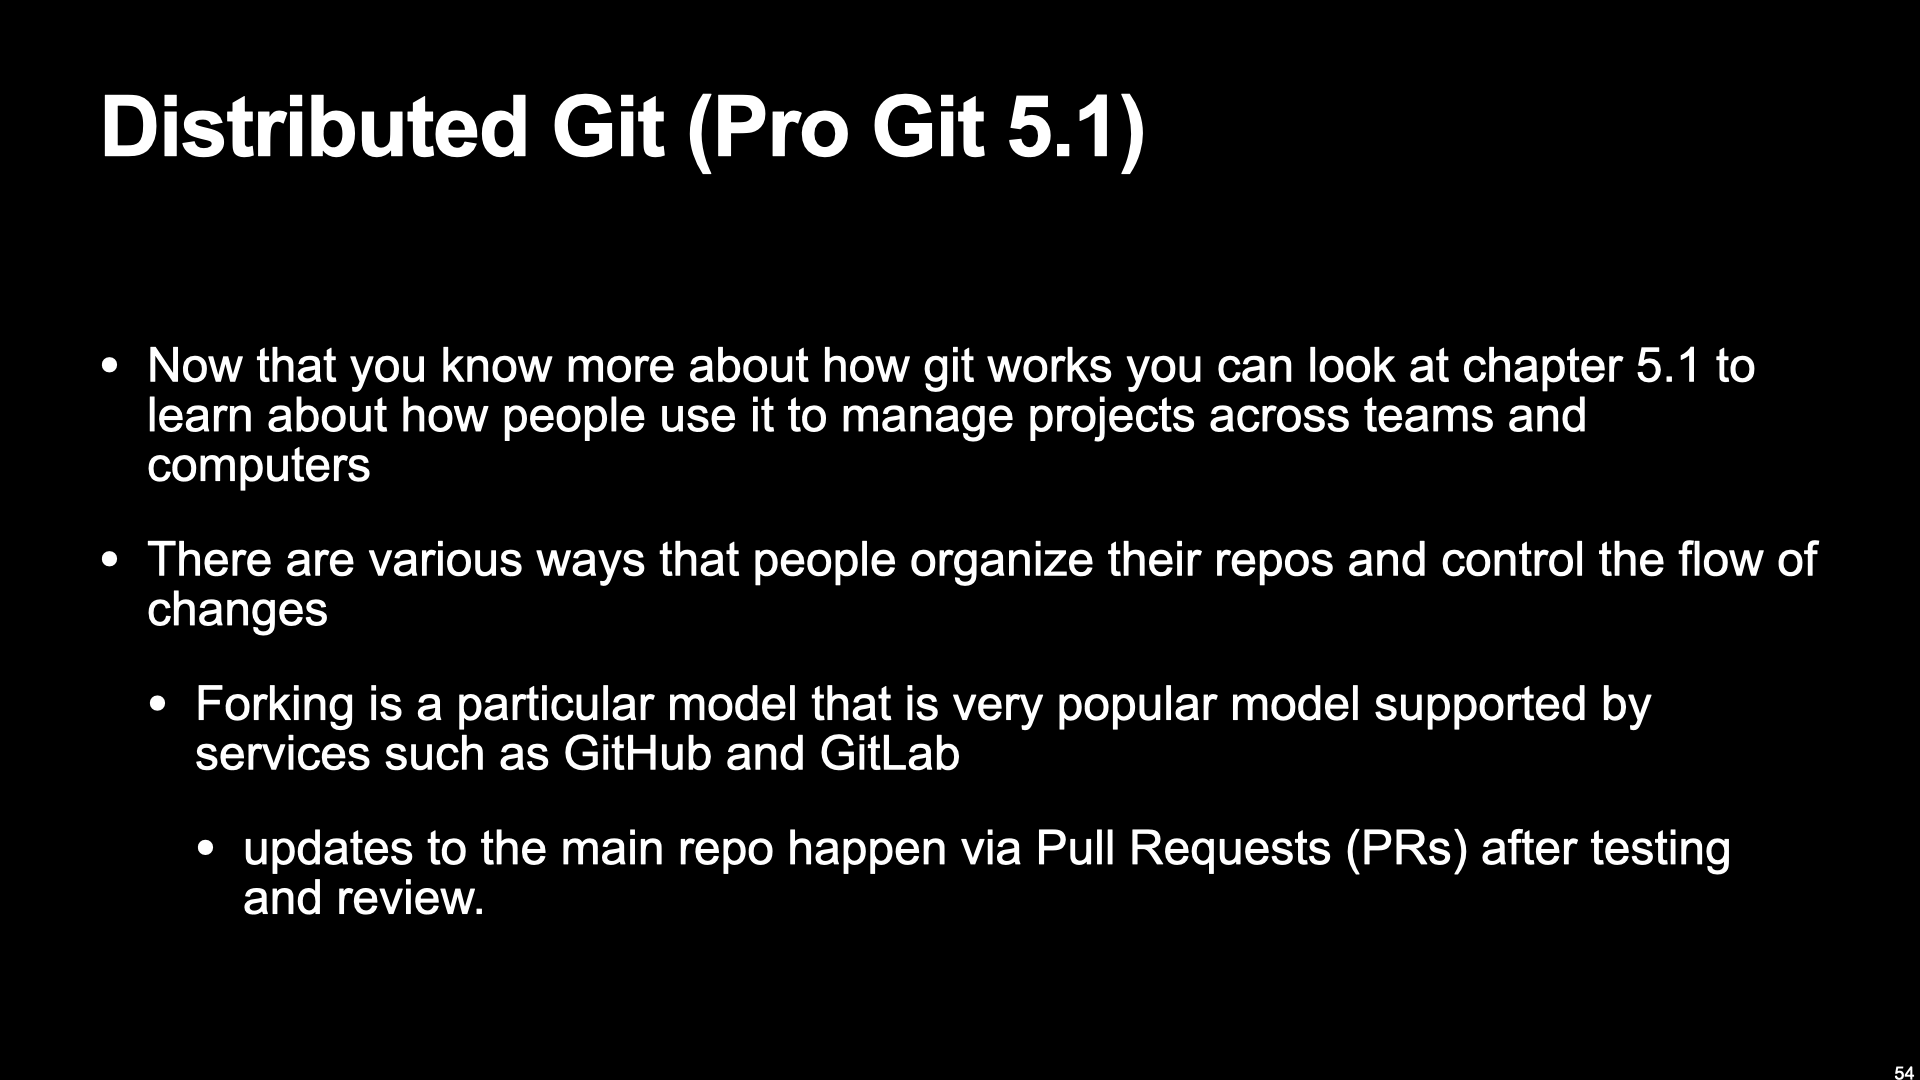 Distributed Git (Pro Git 5.1)
• Now that you know more about how git works you can look at chapter 5.1 to
learn about how people use it to manage projects across teams and
computers
• There are various ways that people organize their repos and control the flow of
changes
• Forking is a particular model that is very popular model supported by
services such as GitHub and GitLab
• updates to the main repo happen via Pull Requests (PRs) after testing
and review.
54